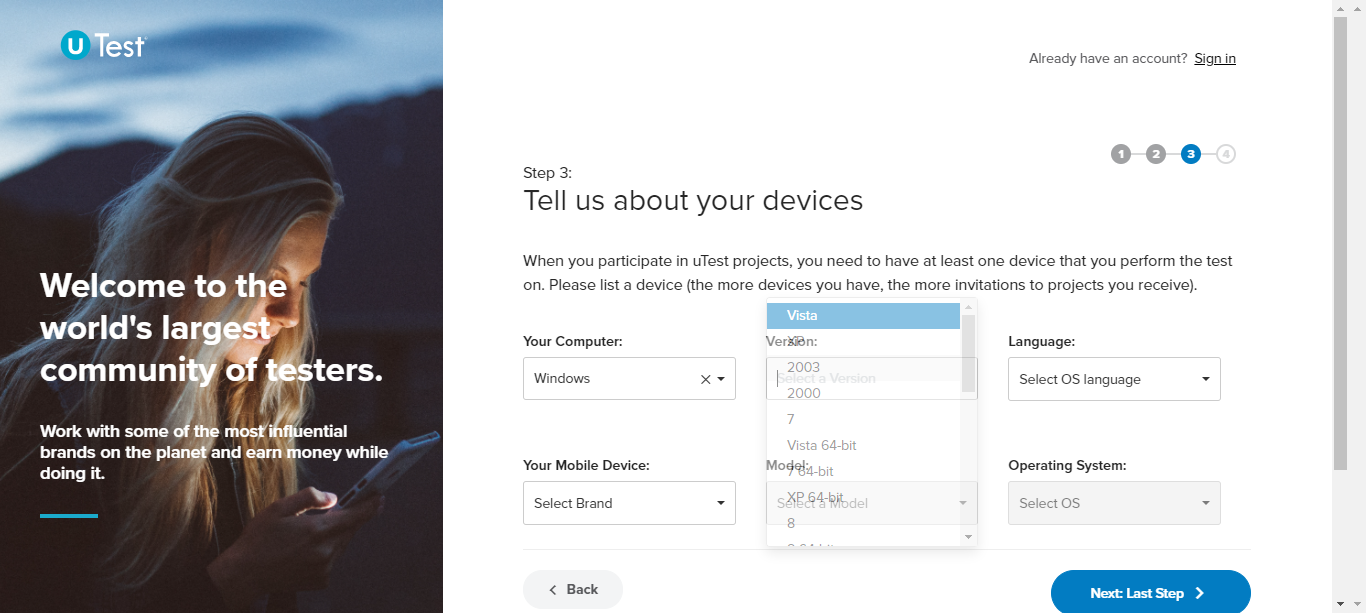 uTest
Already have an account? Sign in
1 2 3 4
Step 3:
Tell us about your devices
Welcome to the
world's largest
community of testers.
Work with some of the most influential
brands on the planet and earn money while
doing it.
When you participate in uTest projects, you need to have at least one device that you perform the test
on. Please list a device (the more devices you have, the more invitations to projects you receive).
Your Computer:
Windows
Version:
Select a Version
Vista
XP
2003
2000
7
Vista 64-bit
7 64-bit
XP 64-bit
8
Language:
Select OS language
Your Mobile Device:
Select Brand
Model:
Select a Model
Operating System:
Select OS
Back
Next: Last Step